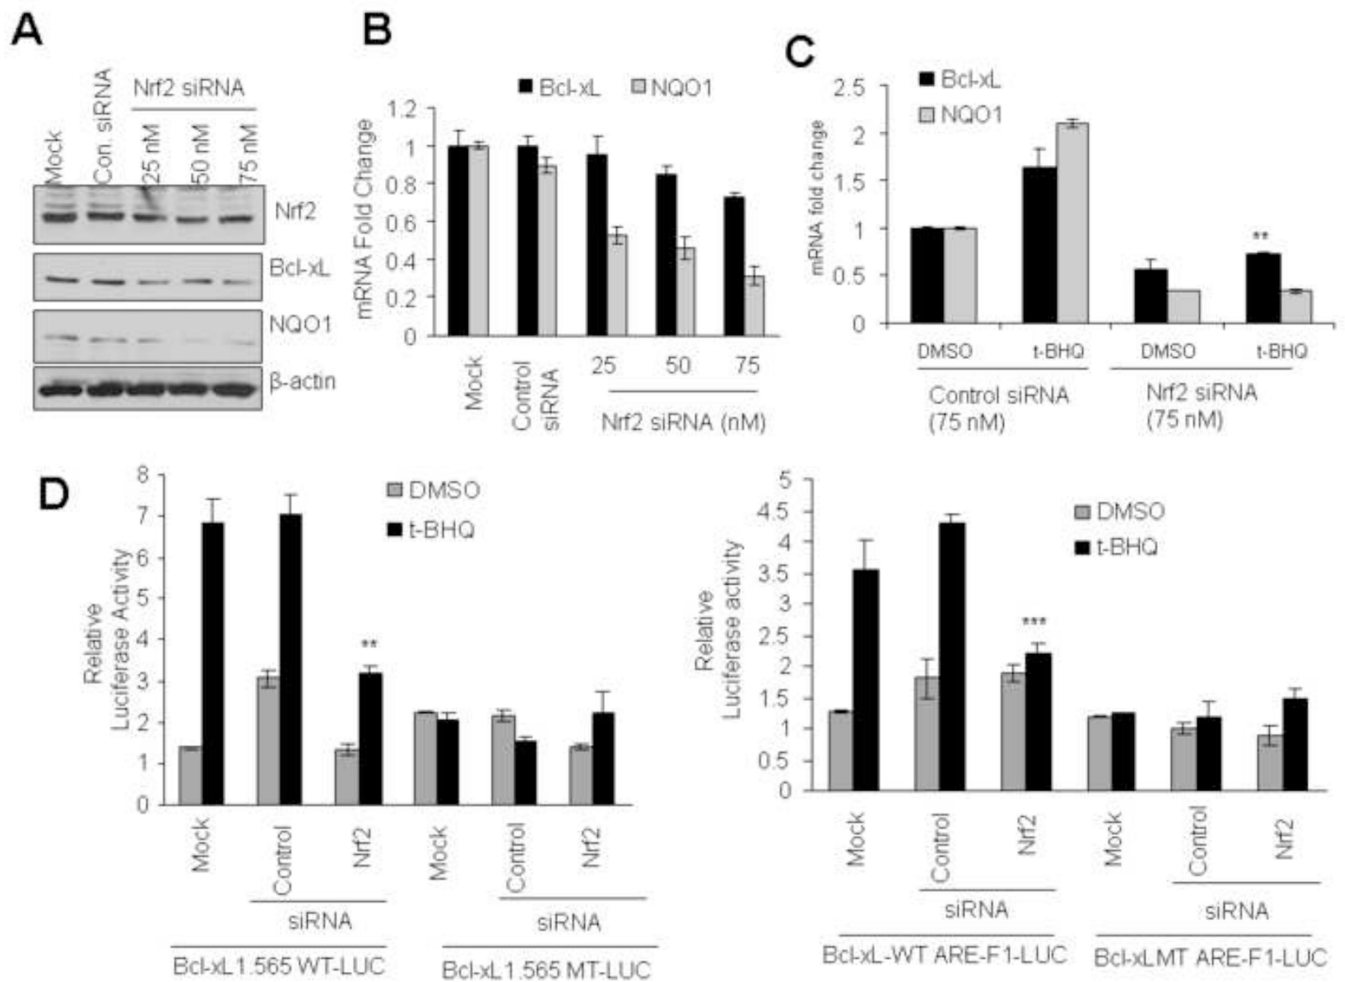 A
Nrf2 siRNA
Mock
Con. siRNA
25 nM
50 nM
75 nM
Nrf2
Bcl-xL
NQO1
β-actin
B
Bcl-xL
NQO1
mRNA Fold Change
1.2
1
0.8
0.6
0.4
0.2
0
Mock
Control
siRNA
25
50
75
Nrf2 siRNA (nM)
C
Bcl-xL
NQO1
mRNA fold change
2.5
2
1.5
1
0.5
0
**
DMSO
t-BHQ
DMSO
t-BHQ
Control siRNA
(75 nM)
Nrf2 siRNA
(75 nM)
D
DMSO
t-BHQ
Relative
Luciferase Activity
8
7
6
5
4
3
2
1
0
**
Mock
Control
Nrf2
Mock
Control
Nrf2
siRNA
siRNA
Bcl-xL1.565 WT-LUC
Bcl-xL1.565 MT-LUC
DMSO
t-BHQ
Relative
Luciferase activity
5
4.5
4
3.5
3
2.5
2
1.5
1
0.5
0
***
Mock
Control
Nrf2
Mock
Control
Nrf2
siRNA
siRNA
Bcl-xL-WT ARE-F1-LUC
Bcl-xLMT ARE-F1-LUC